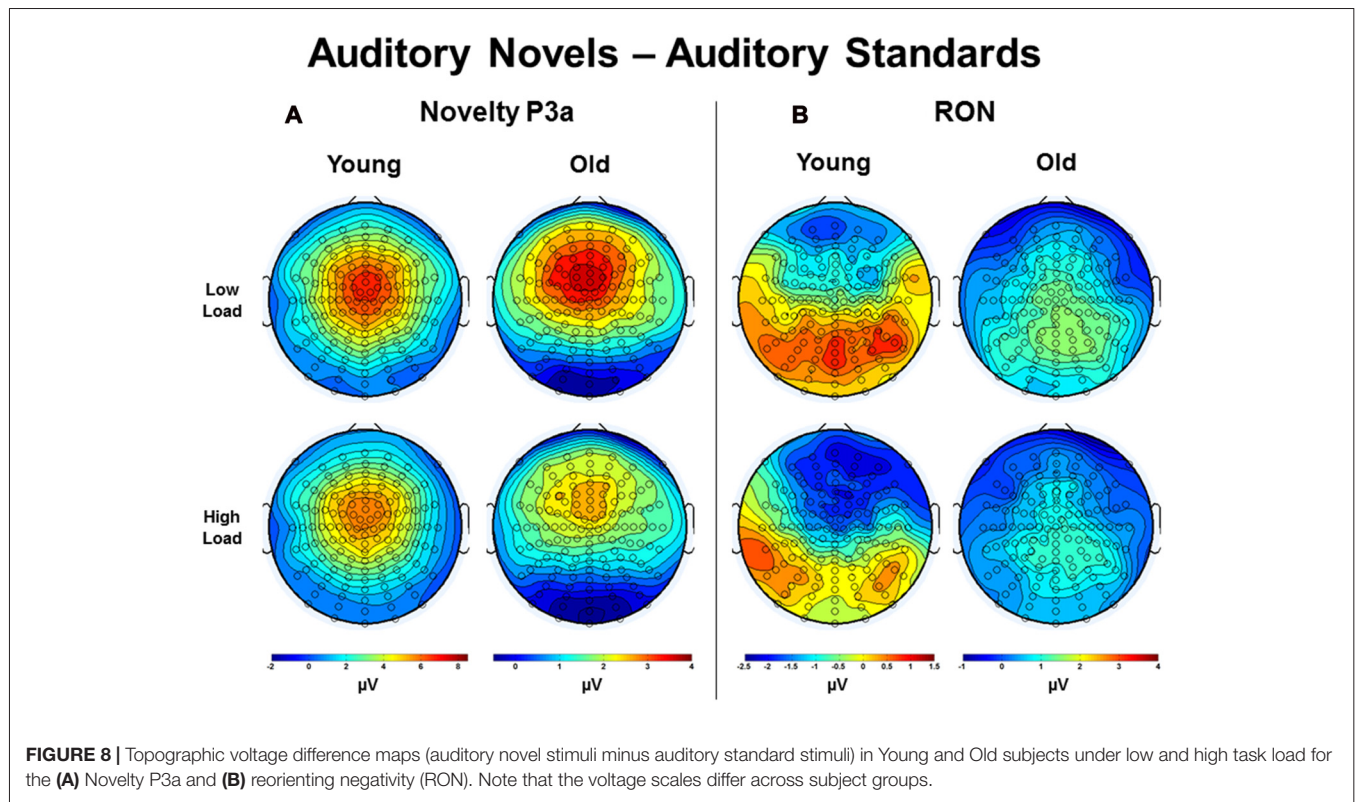 Auditory Novels – Auditory Standards
A
Novelty P3a
B
RON
Young
Old
Young
Old
Low
Load
High
Load
-2 0 2 4 6 8
0 1 2 3 4
-2.5 -2 -1.5 -1 -0.5 0 0.5 1 1.5
-1 0 1 2 3 4
µV
µV
µV
µV
FIGURE 8 | Topographic voltage difference maps (auditory novel stimuli minus auditory standard stimuli) in Young and Old subjects under low and high task load for
the (A) Novelty P3a and (B) reorienting negativity (RON). Note that the voltage scales differ across subject groups.